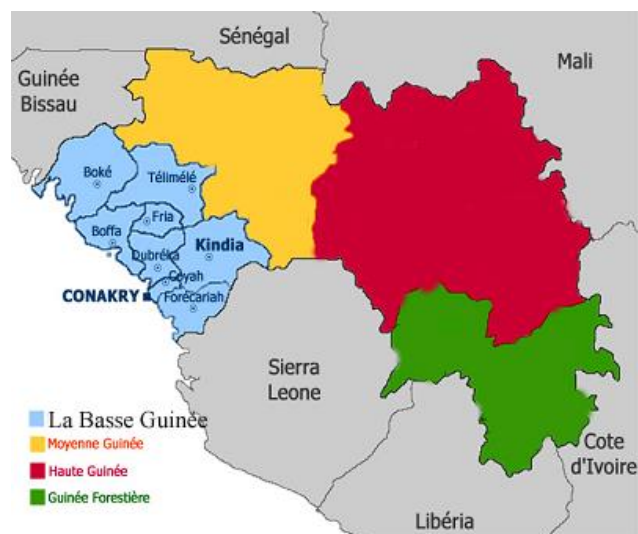 Sénégal
Mali
Guinée
Bissau
Boké
Télimélé
Fria
Boffa
Kindia
Dubréka
Coyah
CONAKRY
Forécariah
Sierra
Leone
La Basse Guinée
Moyenne Guinée
Haute Guinée
Guinée Forestière
Cote
d'Ivoire
Libéria